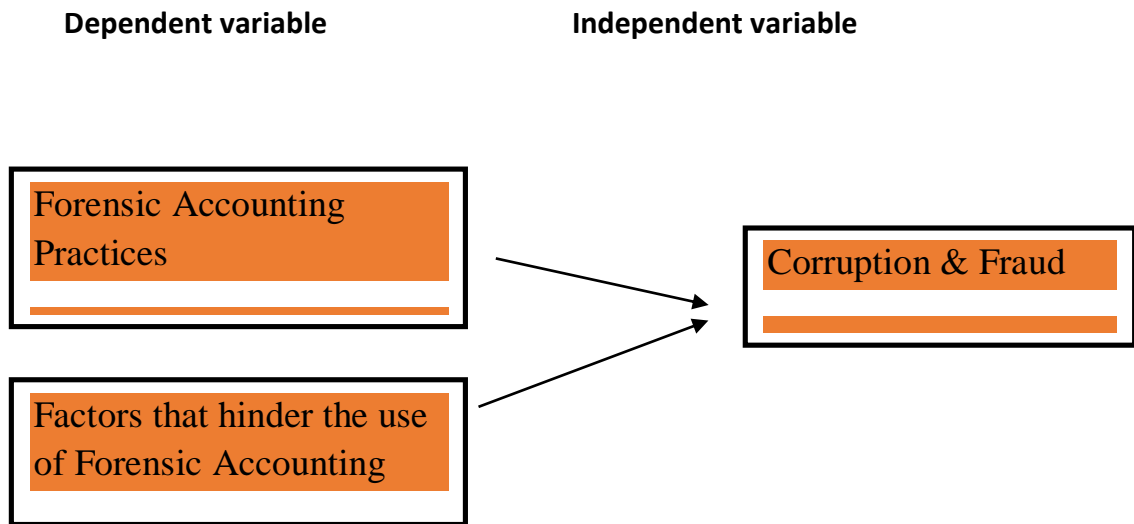 Dependent variable
Independent variable
Forensic Accounting
Practices
Corruption & Fraud
Factors that hinder the use
of Forensic Accounting